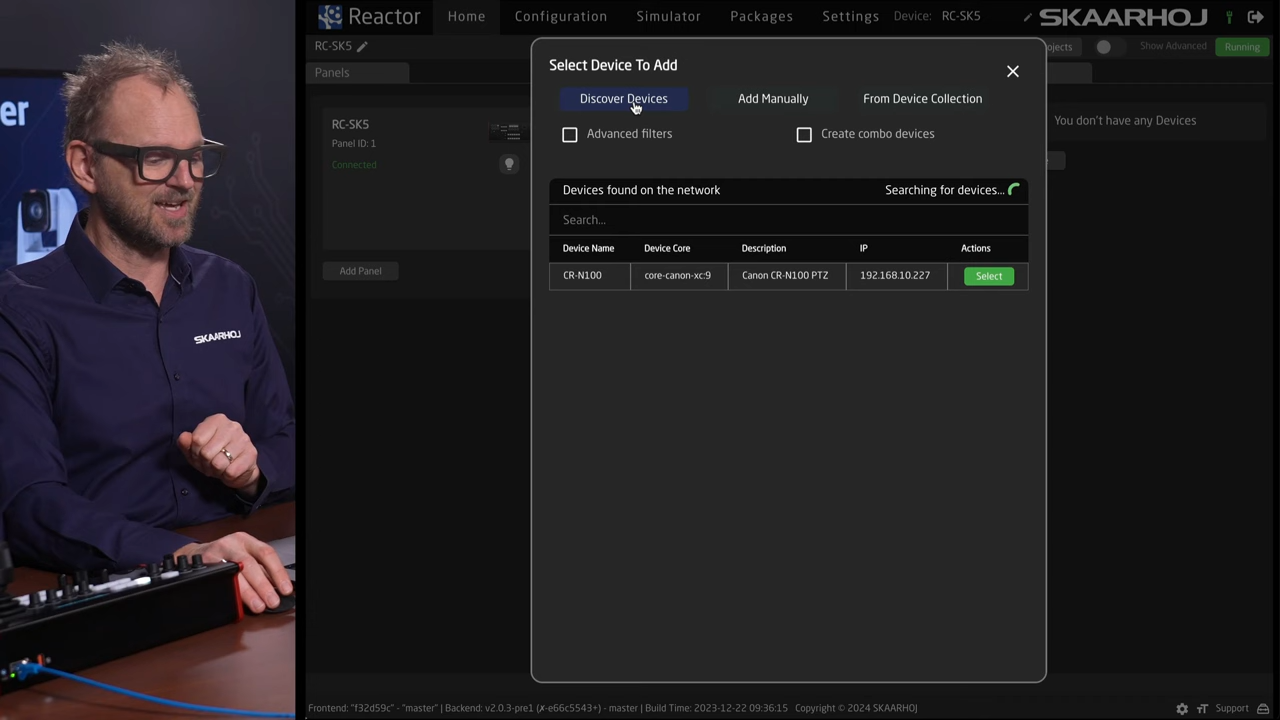 er
SKAARHOJ
Reactor
Home
Configuration
Simulator
Packages
Settings
Device: RC-SK5
SKAARHOJ
RC-SK5
ojects
Show Advanced
Running
Panels
RC-SK5
Panel ID: 1
Connected
Add Panel
You don't have any Devices
Select Device To Add
Discover Devices
Add Manually
From Device Collection
Advanced filters
Create combo devices
Devices found on the network
Searching for devices...
Search...
Device Name Device Core Description IP Actions
CR-N100 core-canon-xc:9 Canon CR-N100 PTZ 192.168.10.227 Select
Frontend: "f32d59c" - "master" | Backend: v2.0.3-pre1 (✗-e66c5543+) - master | Build Time: 2023-12-22 09:36:15 Copyright © 2024 SKAARHOJ
Support